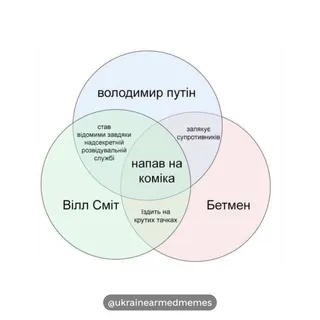 володимир путін
став
відомими завдяки
надсекретній
розвідувальній
службі
залякує
супротивників
напав на
коміка
Вілл Сміт
їздить на
крутих тачках
Бетмен
@ukrainearmedmemes